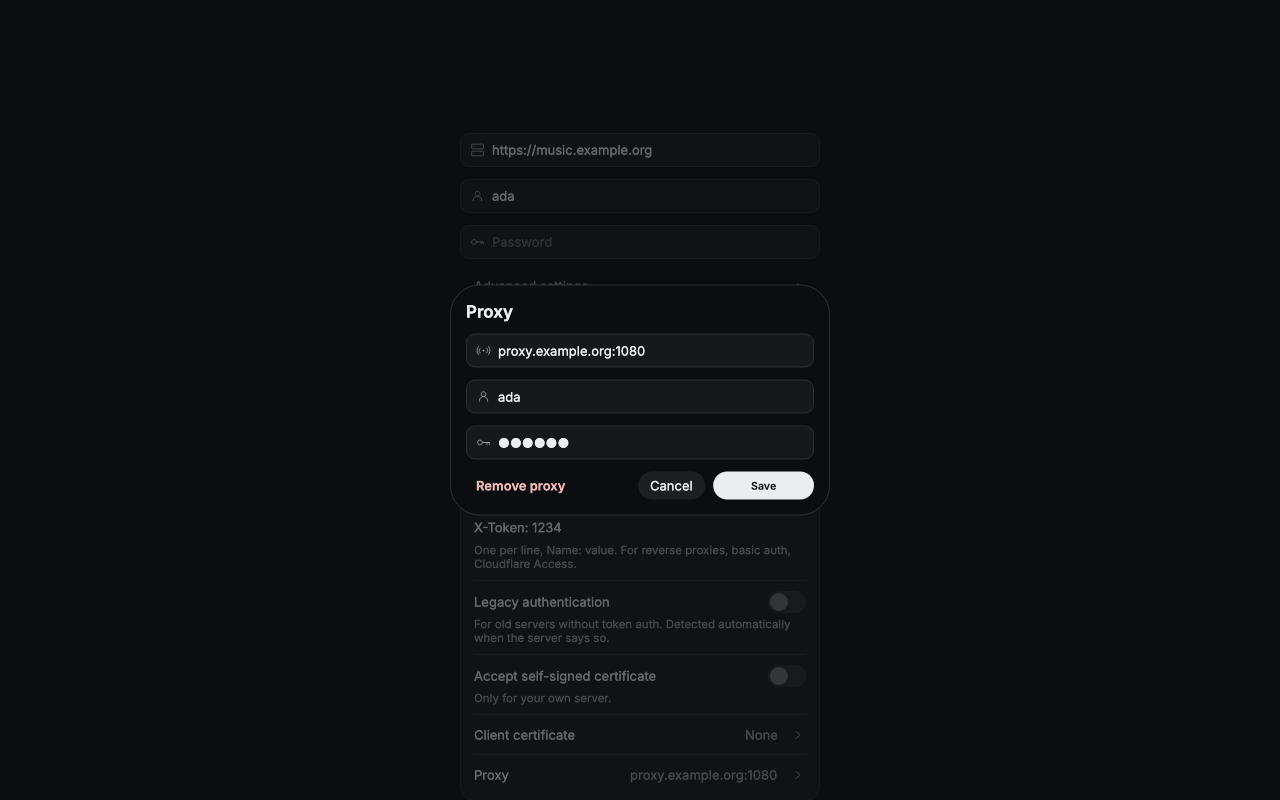 https://music.example.org
ada
Password
Advanced settings
Proxy
proxy.example.org:1080
ada
●●●●●●
Remove proxy
Cancel
Save
X-Token: 1234
One per line, Name: value. For reverse proxies, basic auth,
Cloudflare Access.
Legacy authentication
For old servers without token auth. Detected automatically
when the server says so.
Accept self-signed certificate
Only for your own server.
Client certificate
None
Proxy
proxy.example.org:1080